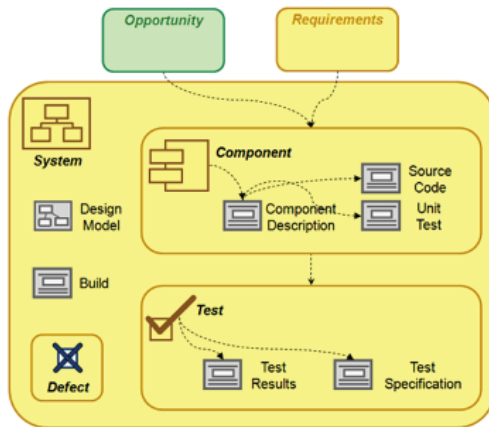 Opportunity
Requirements
System
Component
Source
Code
Component
Description
Unit
Test
Design
Model
Build
Test
Test
Results
Test
Specification
Defect